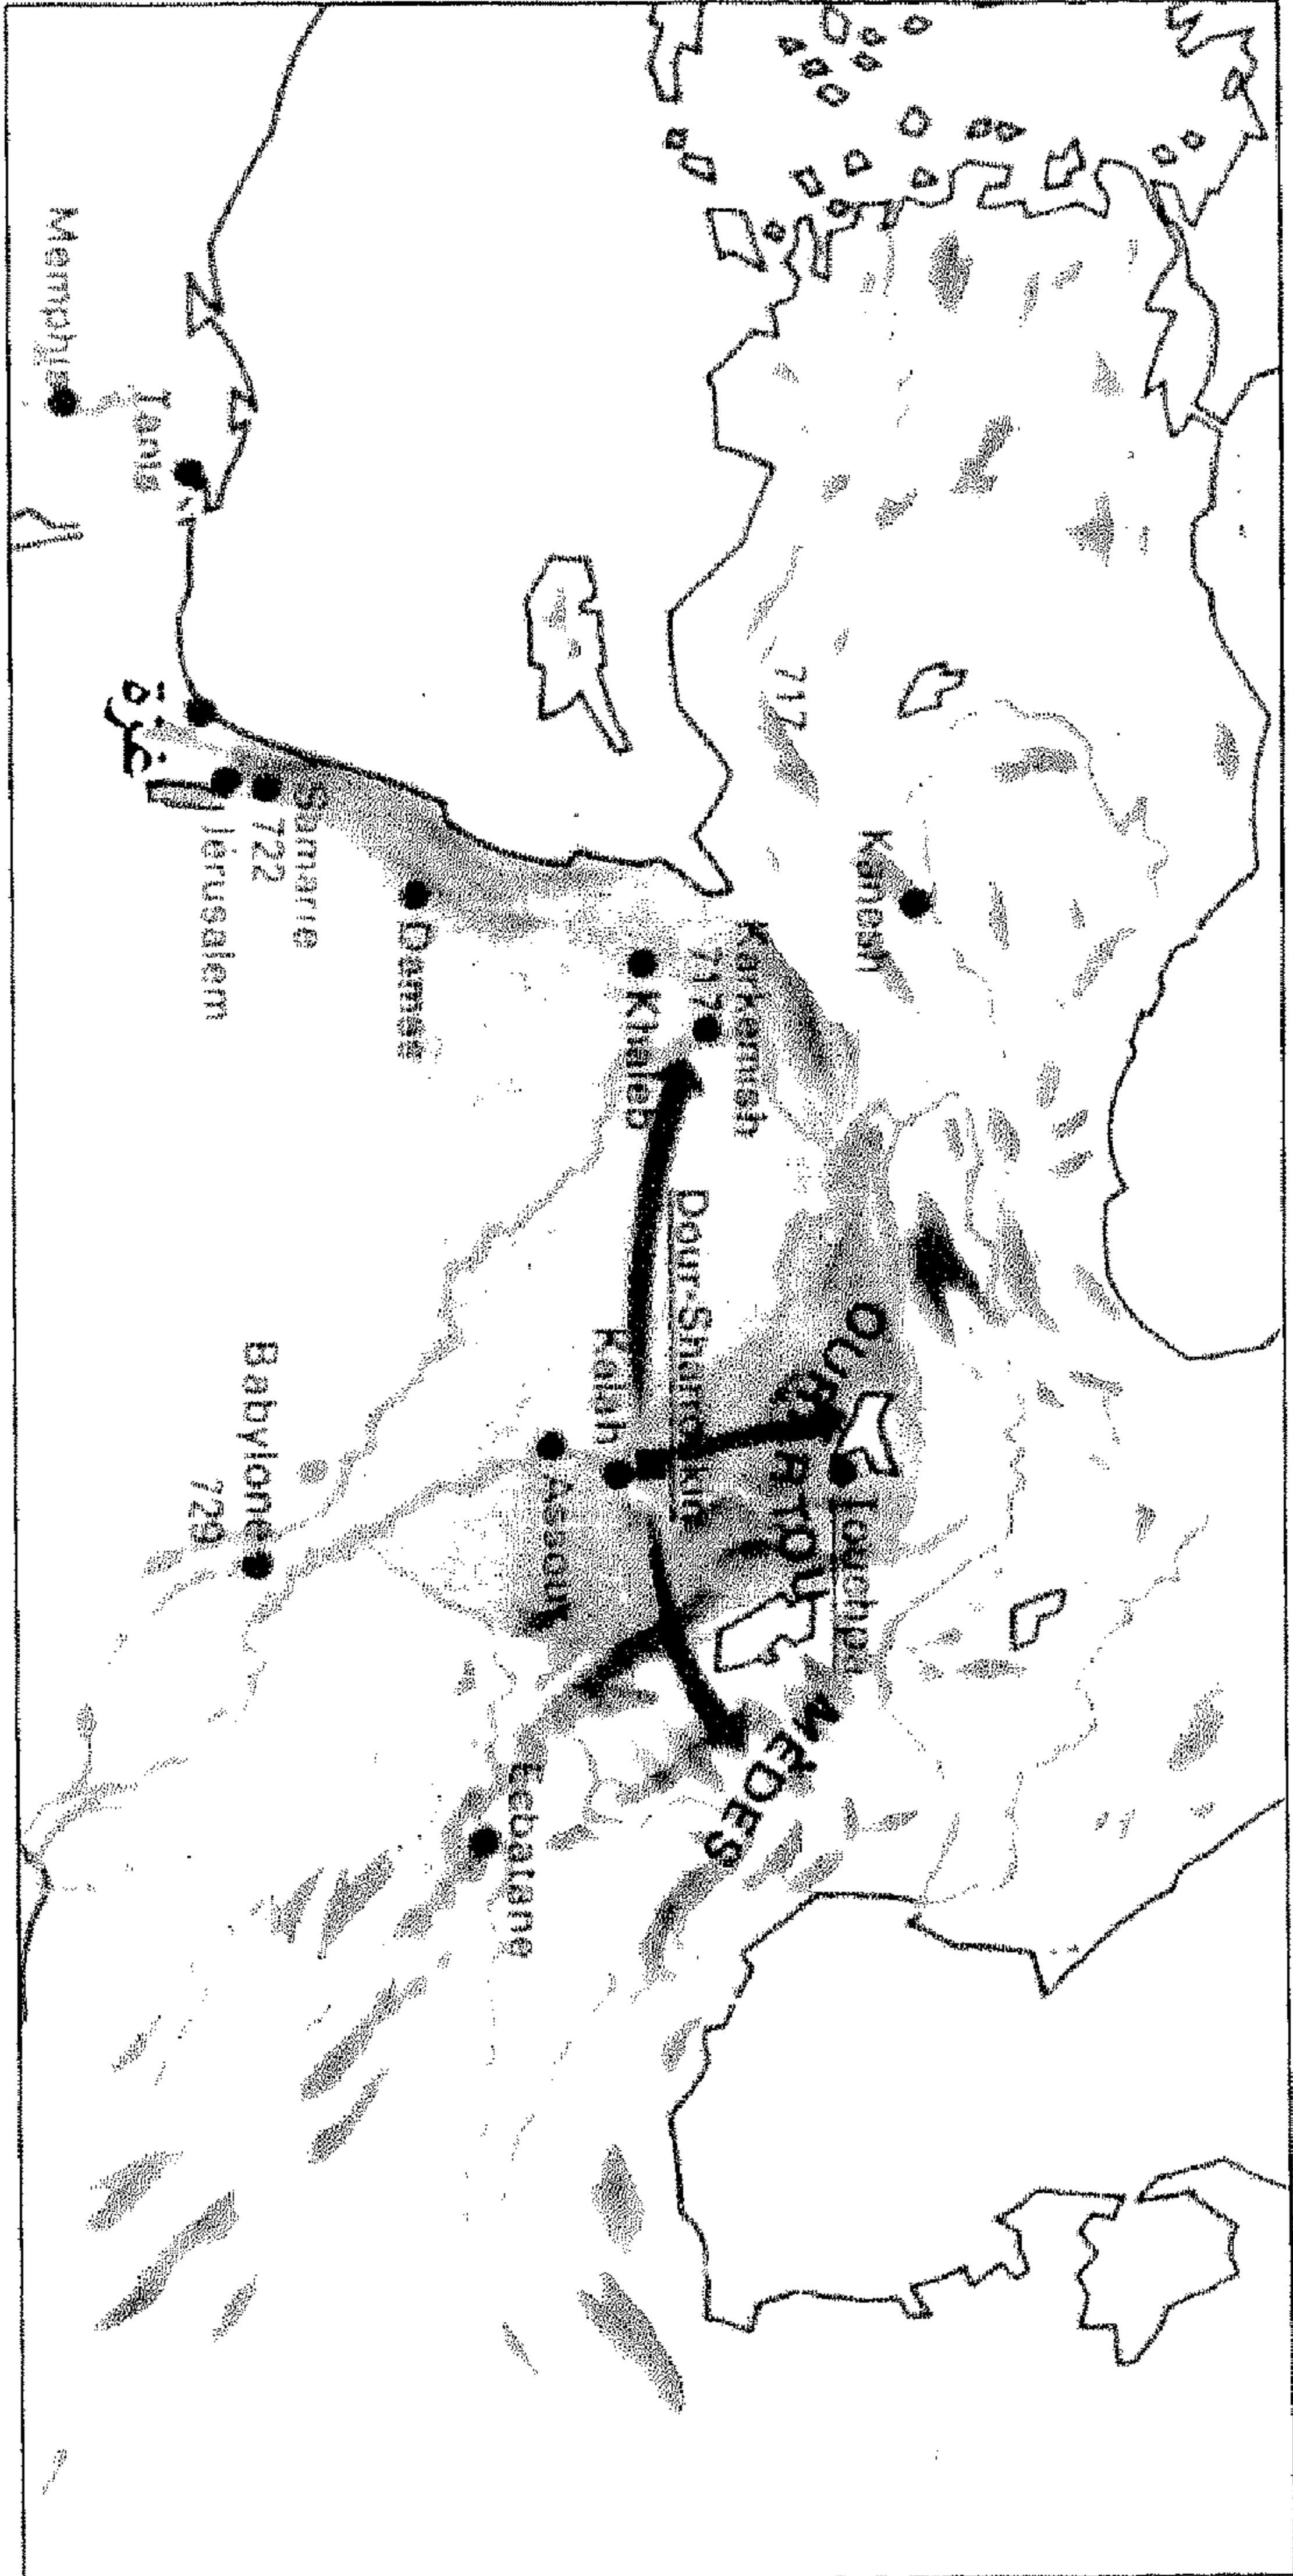 Kanesh
OURARTOU
Touchpa
MÈDES
717
Karkemish
717
Dour-Sharroukin
Khaleb
Kalah
Assour
Ecbatane
Damas
Samarie
722
Babylone
729
Jérusalem
غزة
Tanis
Memphis